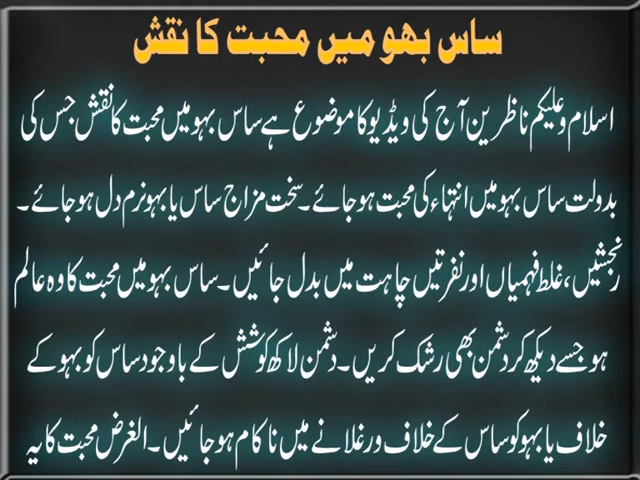 ساس بھو میں محبت کا نقش
اسلام و علیکم ناظرین آج کی ویڈیو کا موضوع ہے ساس بہو میں محبت کا نقش جس کی
بدولت ساس بہو میں انتہاء کی محبت ہو جائے۔ سخت مزاج ساس یا بہو نرم دل ہو جائے۔
رنجشیں، غلط فہمیاں اور نفرتیں چاہت میں بدل جائیں۔ ساس بہو میں محبت کا وہ عالم
ہو جسے دیکھ کر دشمن بھی رشک کریں۔ دشمن لاکھ کوشش کے باوجود ساس کو بہو کے
خلاف یا بہو کو ساس کے خلاف ورغلانے میں ناکام ہو جائیں۔ الغرض محبت کا یہ